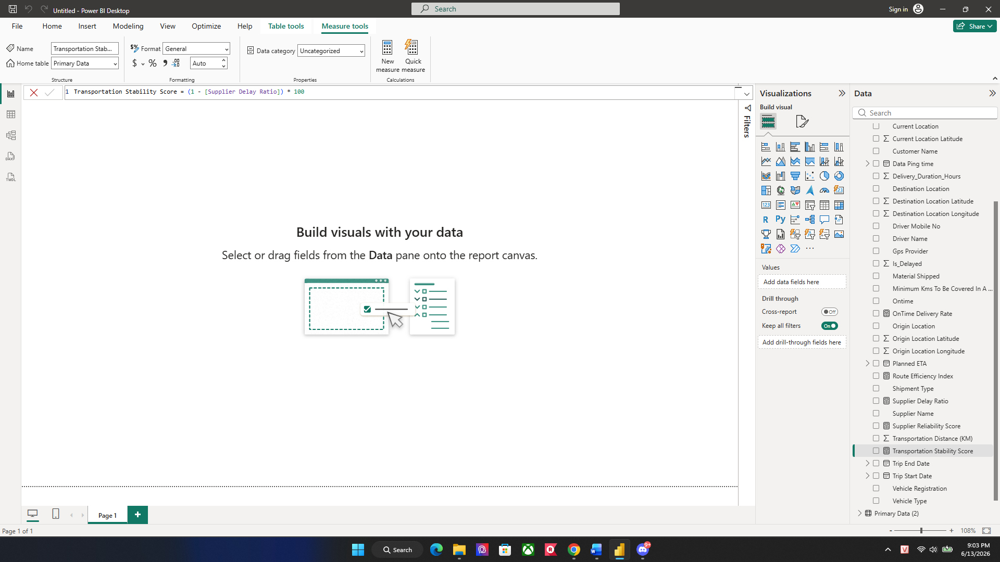 Untitled - Power BI Desktop
Search
Sign in
File
Home
Insert
Modeling
View
Optimize
Help
Table tools
Measure tools
Share
Name
Transportation Stab...
Home table
Primary Data
Structure
Format
General
$
%
Auto
Formatting
Data category
Uncategorized
Properties
New measure
Quick measure
Calculations
1 Transportation Stability Score = (1 - [Supplier Delay Ratio]) * 100
DAX
TMDL
Build visuals with your data
Select or drag fields from the Data pane onto the report canvas.
Filters
Visualizations
Build visual
123
123
R
Py
Values
Add data fields here
Drill through
Cross-report
Off
Keep all filters
On
Add drill-through fields here
Data
Search
Current Location
Current Location Latitude
Customer Name
Data Ping time
Delivery_Duration_Hours
Destination Location
Destination Location Latitude
Destination Location Longitude
Driver Mobile No
Driver Name
Gps Provider
Is_Delayed
Material Shipped
Minimum Kms To Be Covered In A ...
Ontime
OnTime Delivery Rate
Origin Location
Origin Location Latitude
Origin Location Longitude
Planned ETA
Route Efficiency Index
Shipment Type
Supplier Delay Ratio
Supplier Name
Supplier Reliability Score
Transportation Distance (KM)
Transportation Stability Score
Trip End Date
Trip Start Date
Vehicle Registration
Vehicle Type
Primary Data (2)
Page 1
Page 1 of 1
- + 108%
Search
9+
V
9:03 PM
6/13/2026